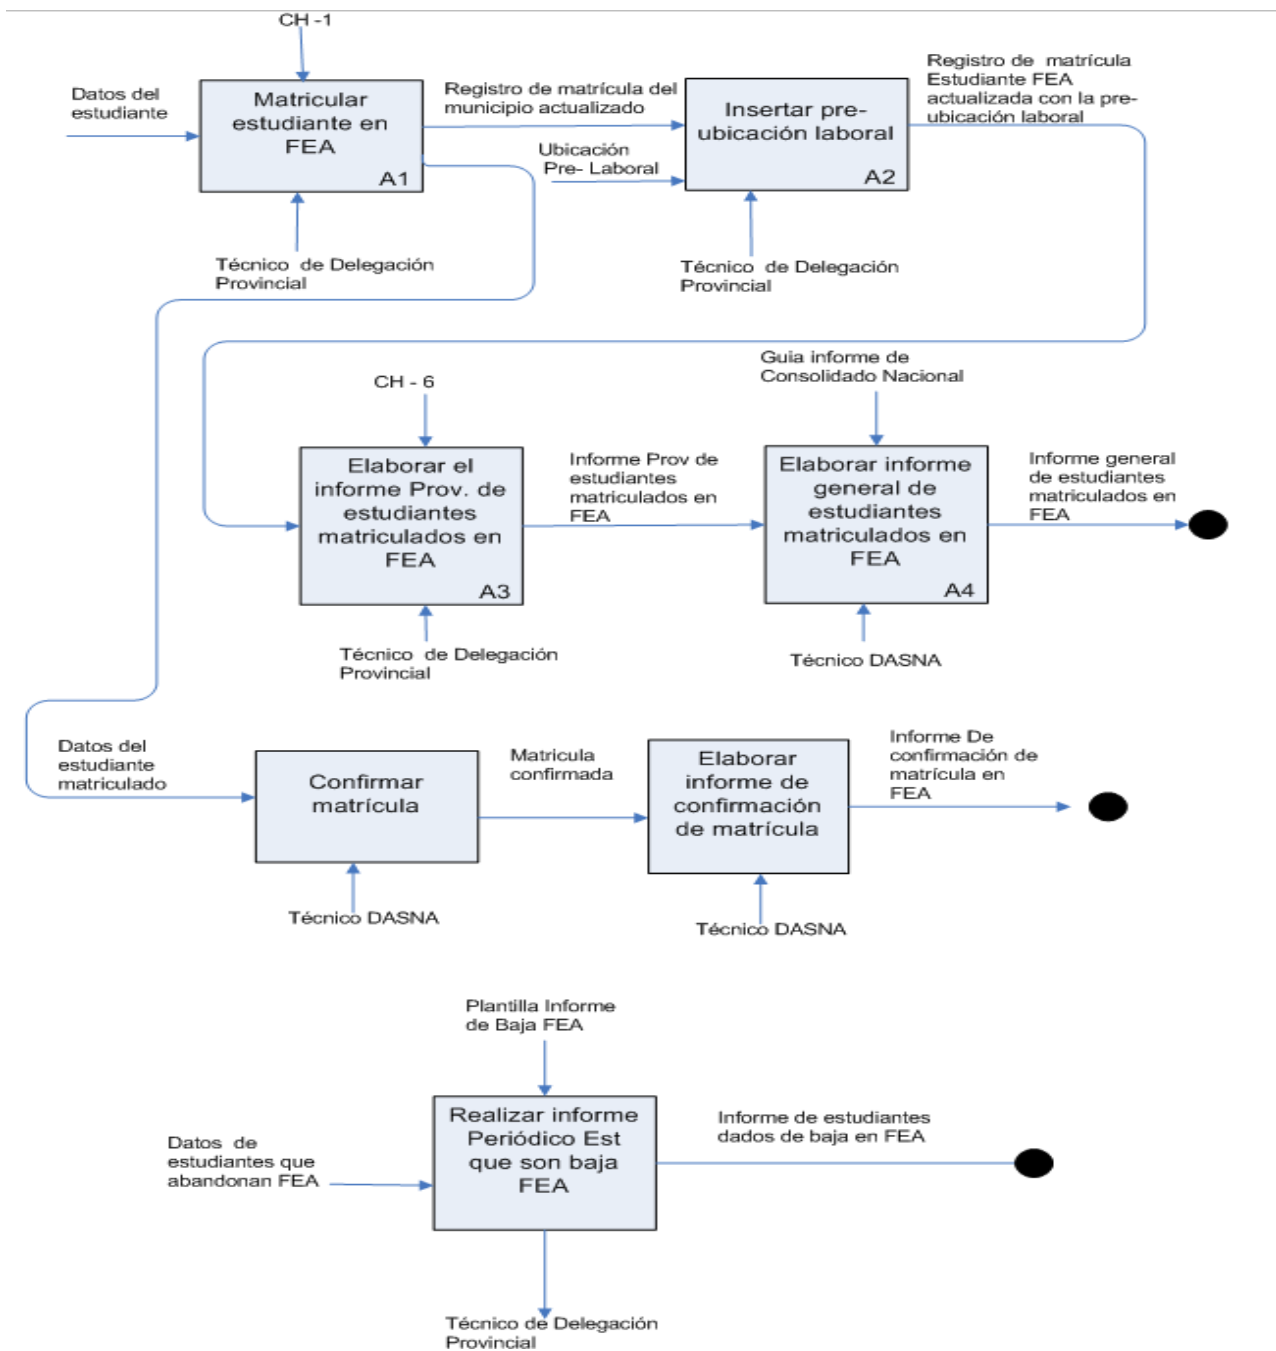 CH -1
Datos del
estudiante
Matricular
estudiante en
FEA
A1
Técnico  de Delegación
Provincial
Registro de matrícula del
municipio actualizado
Ubicación
Pre- Laboral
Insertar pre-
ubicación laboral
A2
Técnico  de Delegación
Provincial
Registro de  matrícula
Estudiante FEA
actualizada con la pre-
ubicación laboral
CH - 6
Elaborar el
informe Prov. de
estudiantes
matriculados en
FEA
A3
Técnico  de Delegación
Provincial
Informe Prov de
estudiantes
matriculados en
FEA
Guia informe de
Consolidado Nacional
Elaborar informe
general de
estudiantes
matriculados en
FEA
A4
Técnico DASNA
Informe general
de estudiantes
matriculados en
FEA
Datos del
estudiante
matriculado
Confirmar
matrícula
Técnico DASNA
Matricula
confirmada
Elaborar
informe de
confirmación
de matrícula
Técnico DASNA
Informe De
confirmación de
matrícula en
FEA
Plantilla Informe
de Baja FEA
Datos  de
estudiantes que
abandonan FEA
Realizar informe
Periódico Est
que son baja
FEA
Informe de estudiantes
dados de baja en FEA
Técnico de Delegación
Provincial